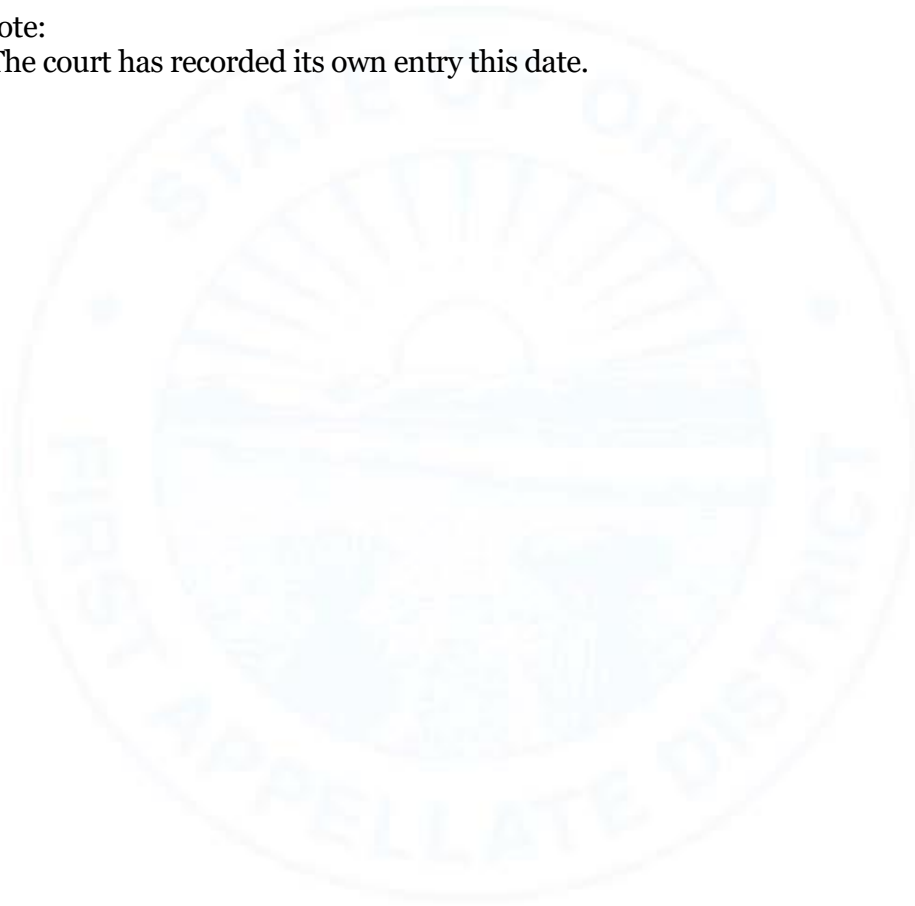 ote:
The court has recorded its own entry this date.
STATE OF OHIO
FIRST APPELLATE DISTRICT